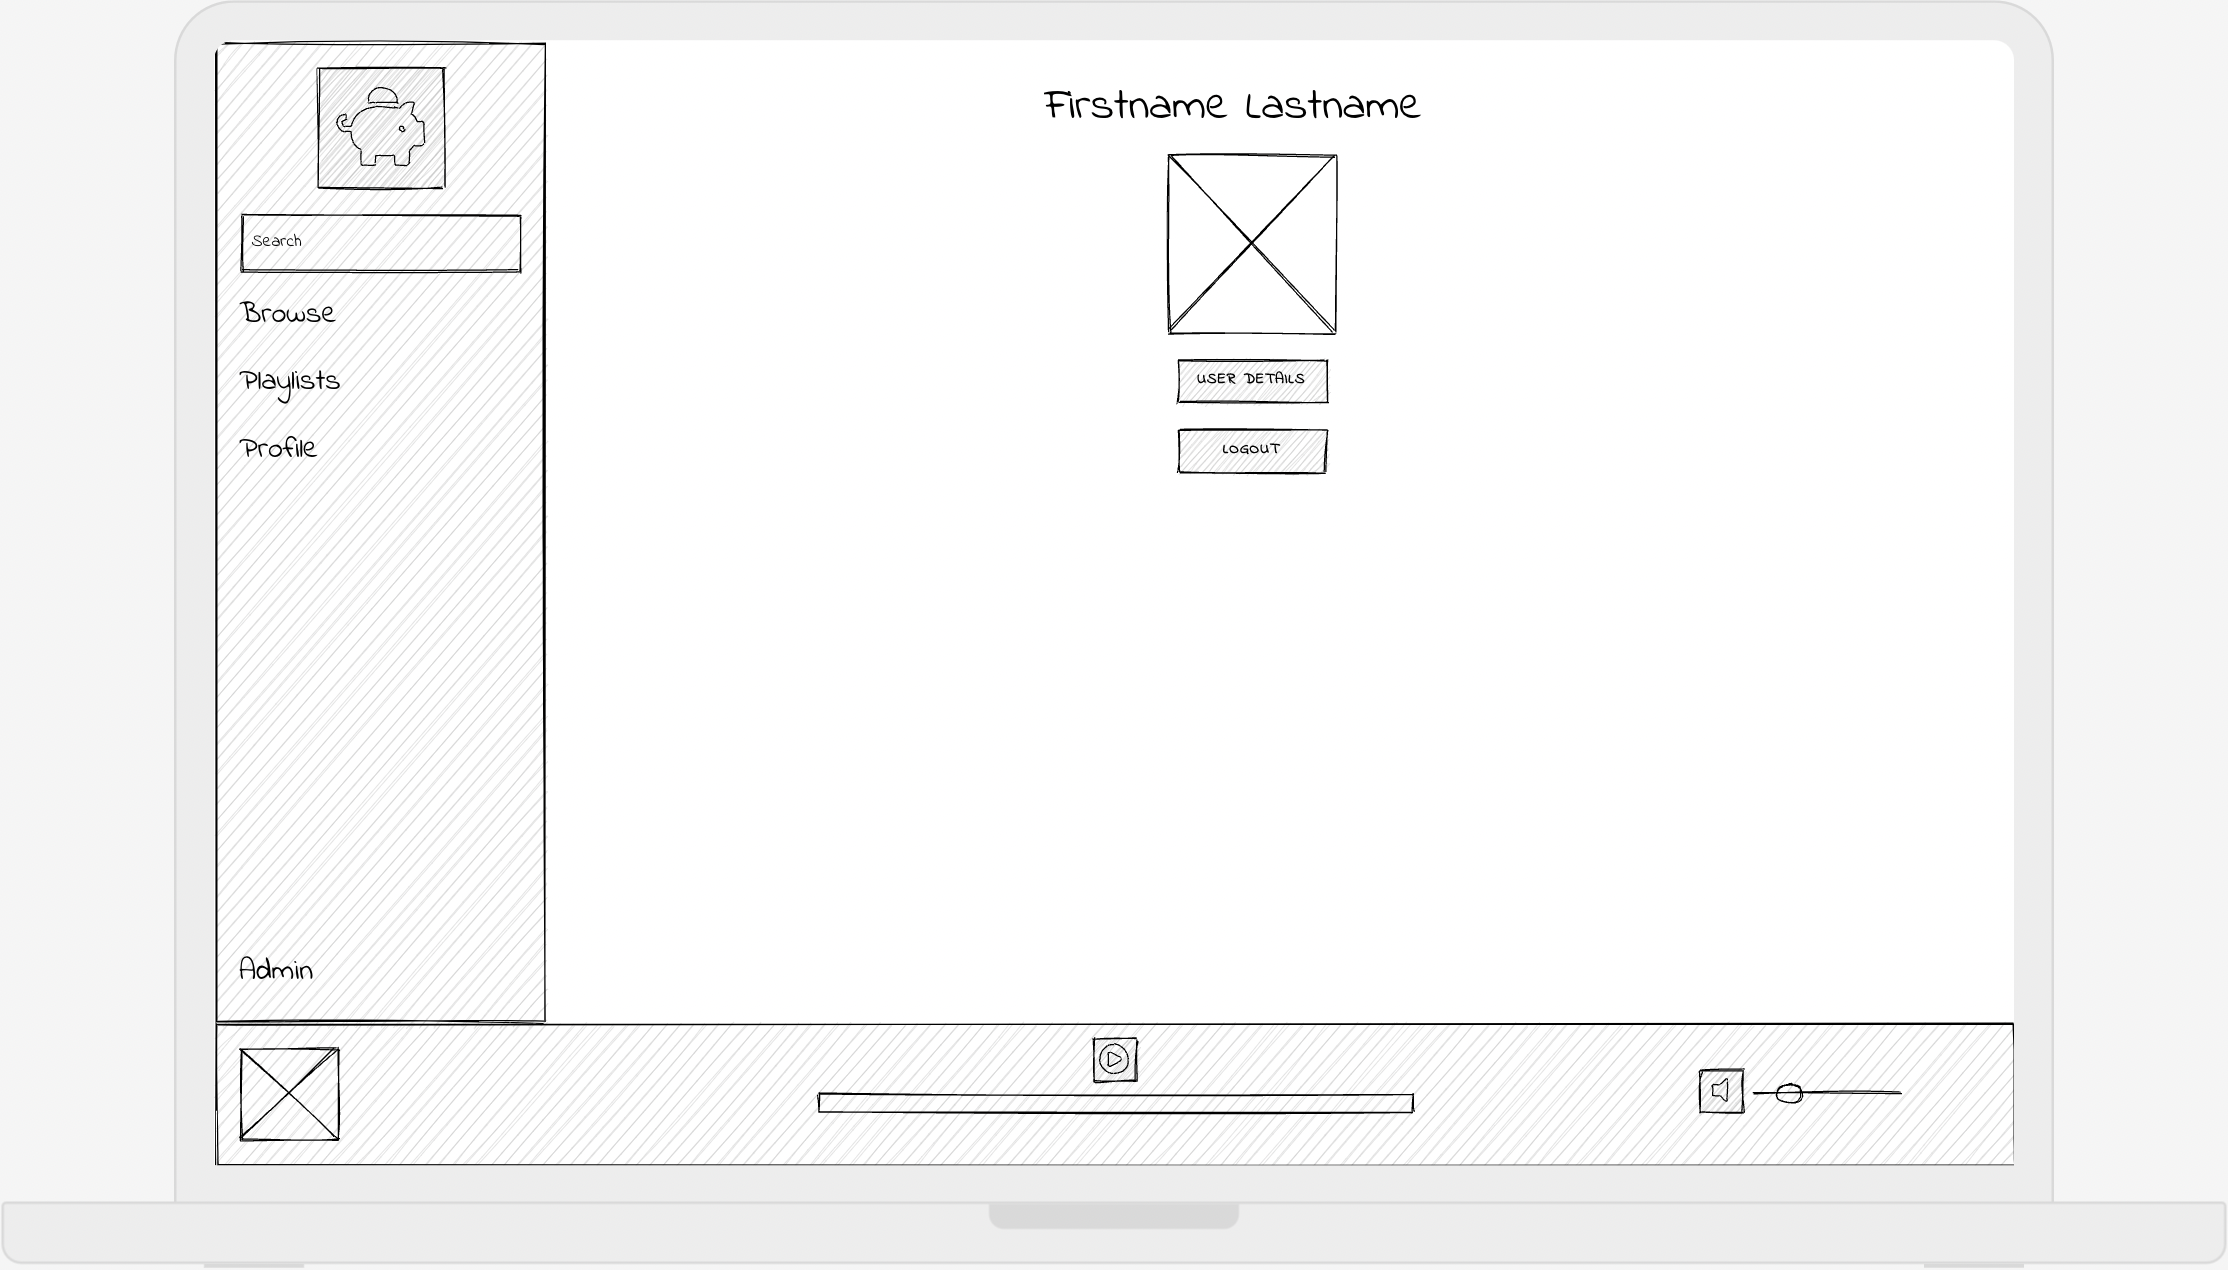 Firstname Lastname
Search
Browse
Playlists
Profile
USER DETAILS
LOGOUT
Admin